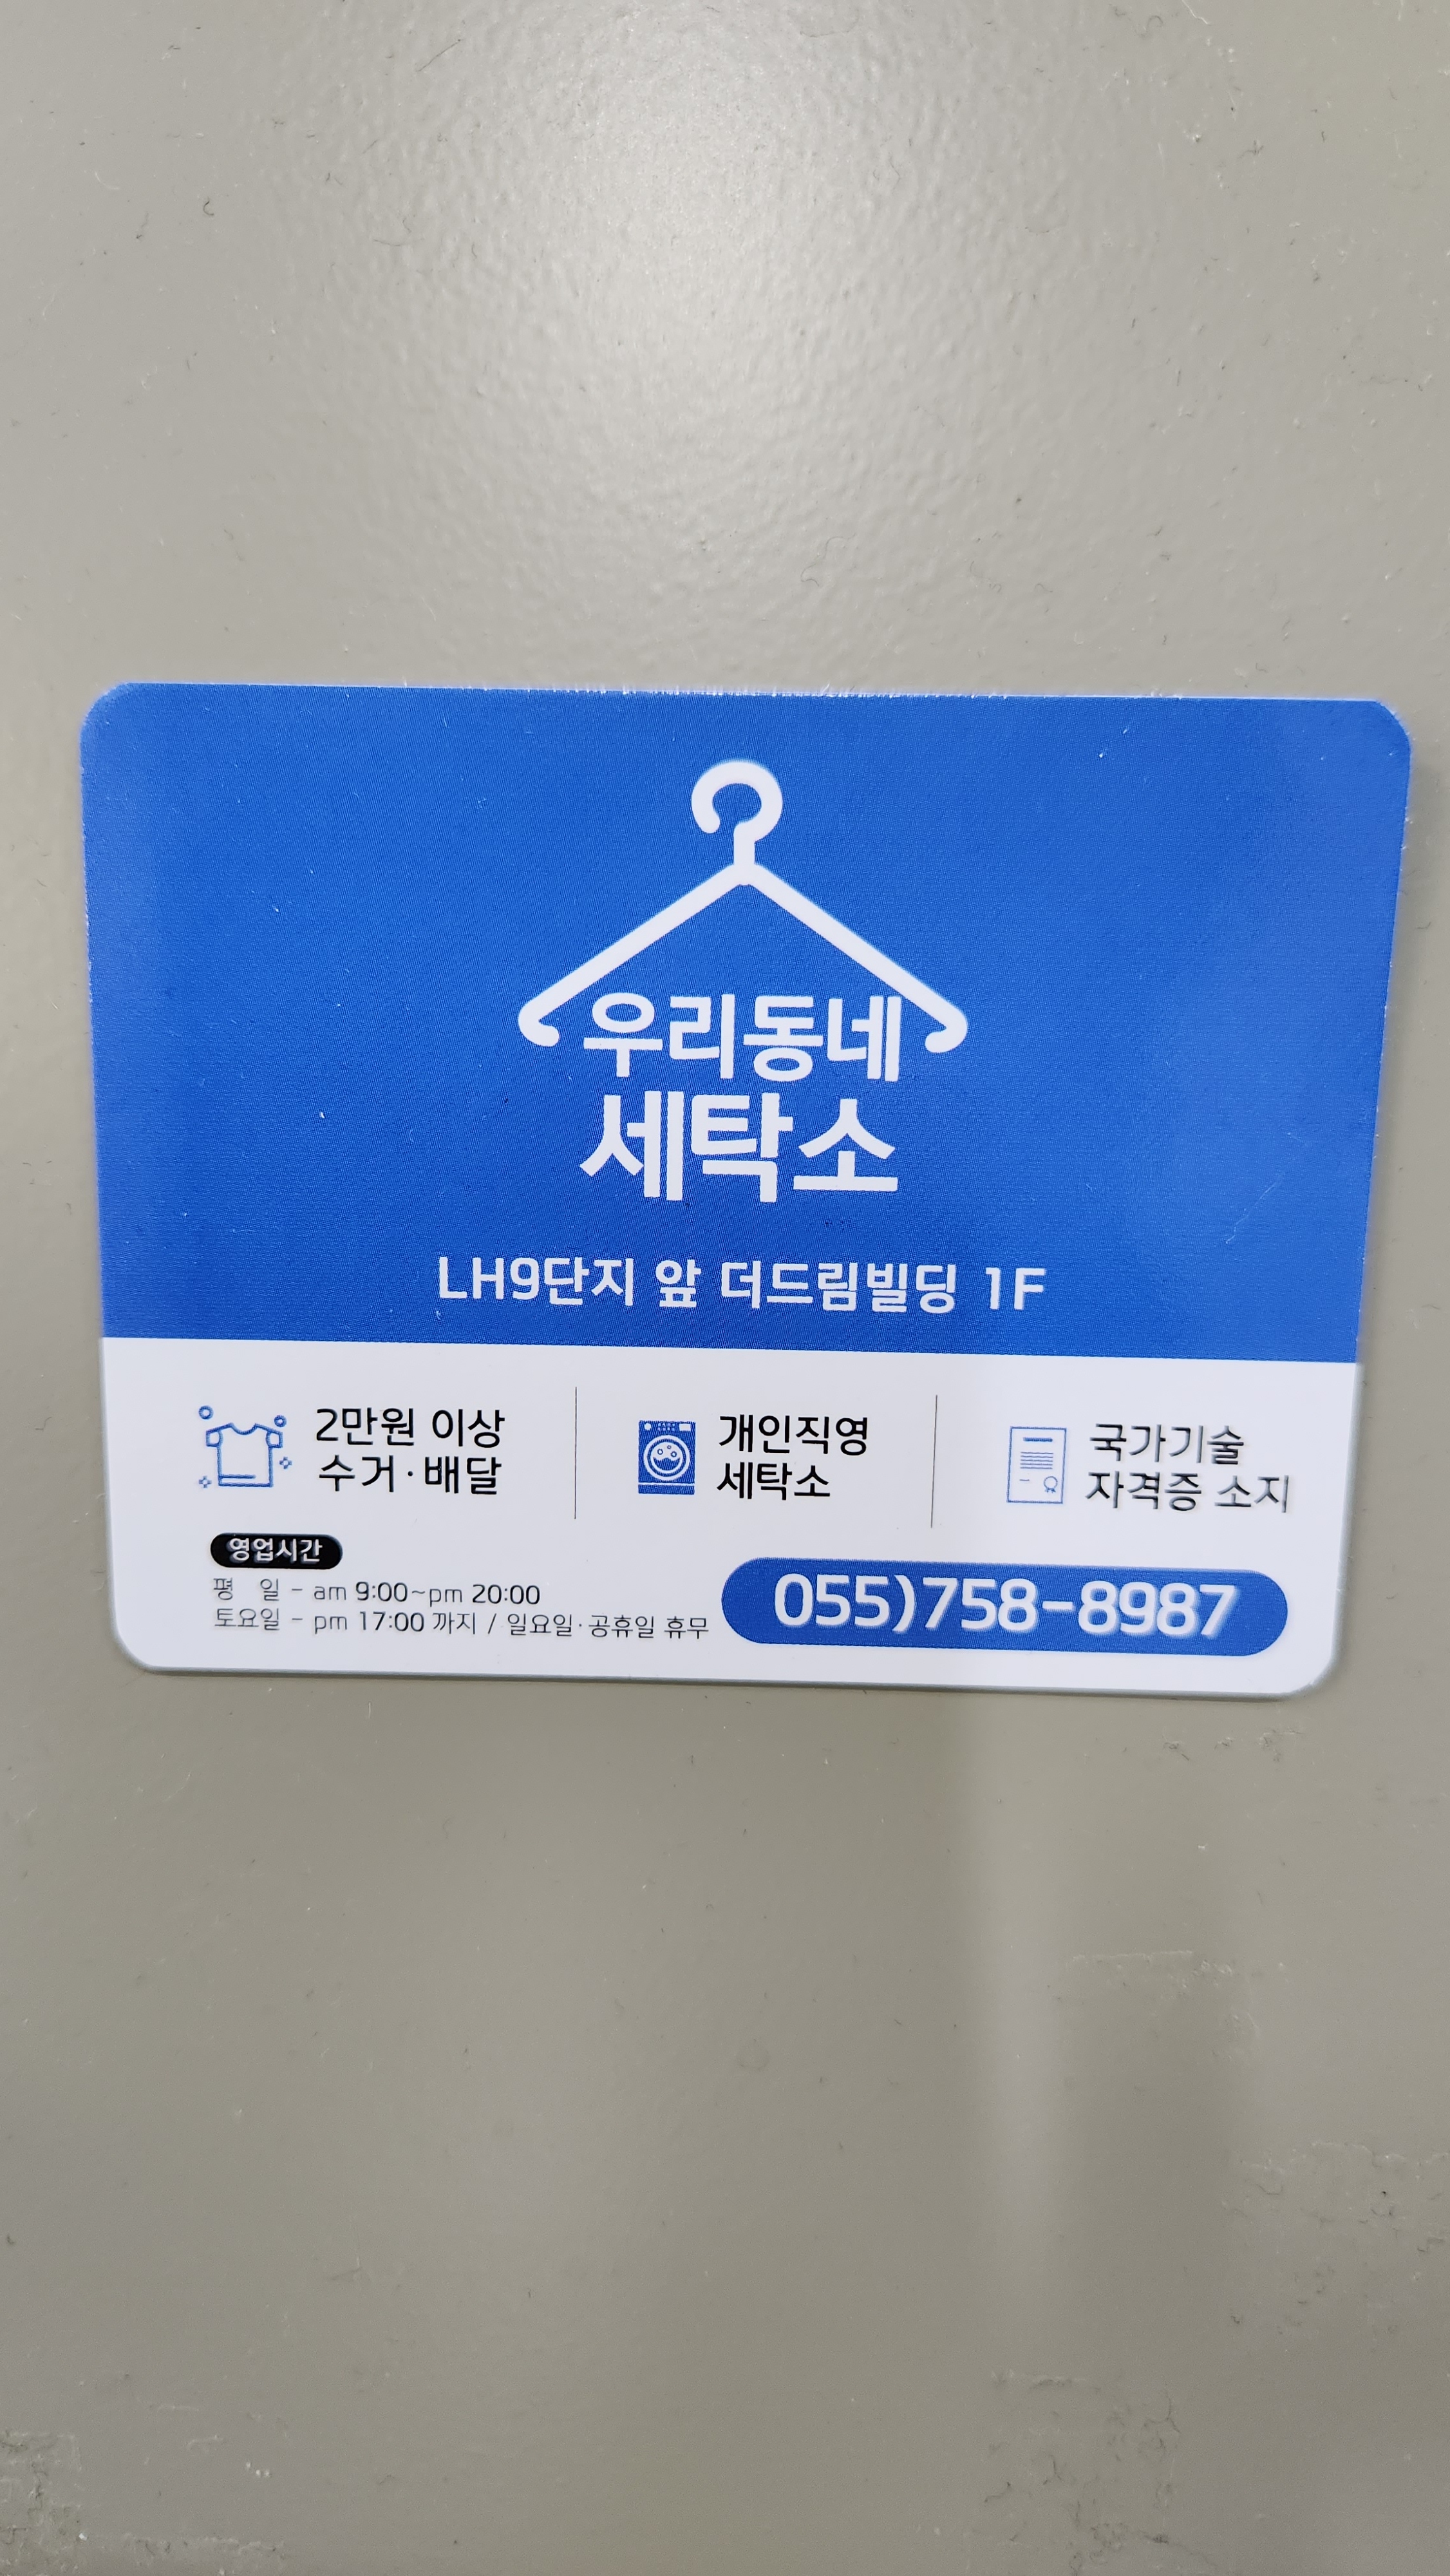 우리동네
세탁소
LH9단지 앞 더드림빌딩 1F
2만원 이상
수거·배달
개인직영
세탁소
국가기술
자격증 소지
영업시간
평 일 - am 9:00~pm 20:00
토요일 - pm 17:00 까지 / 일요일·공휴일 휴무
055)758-8987